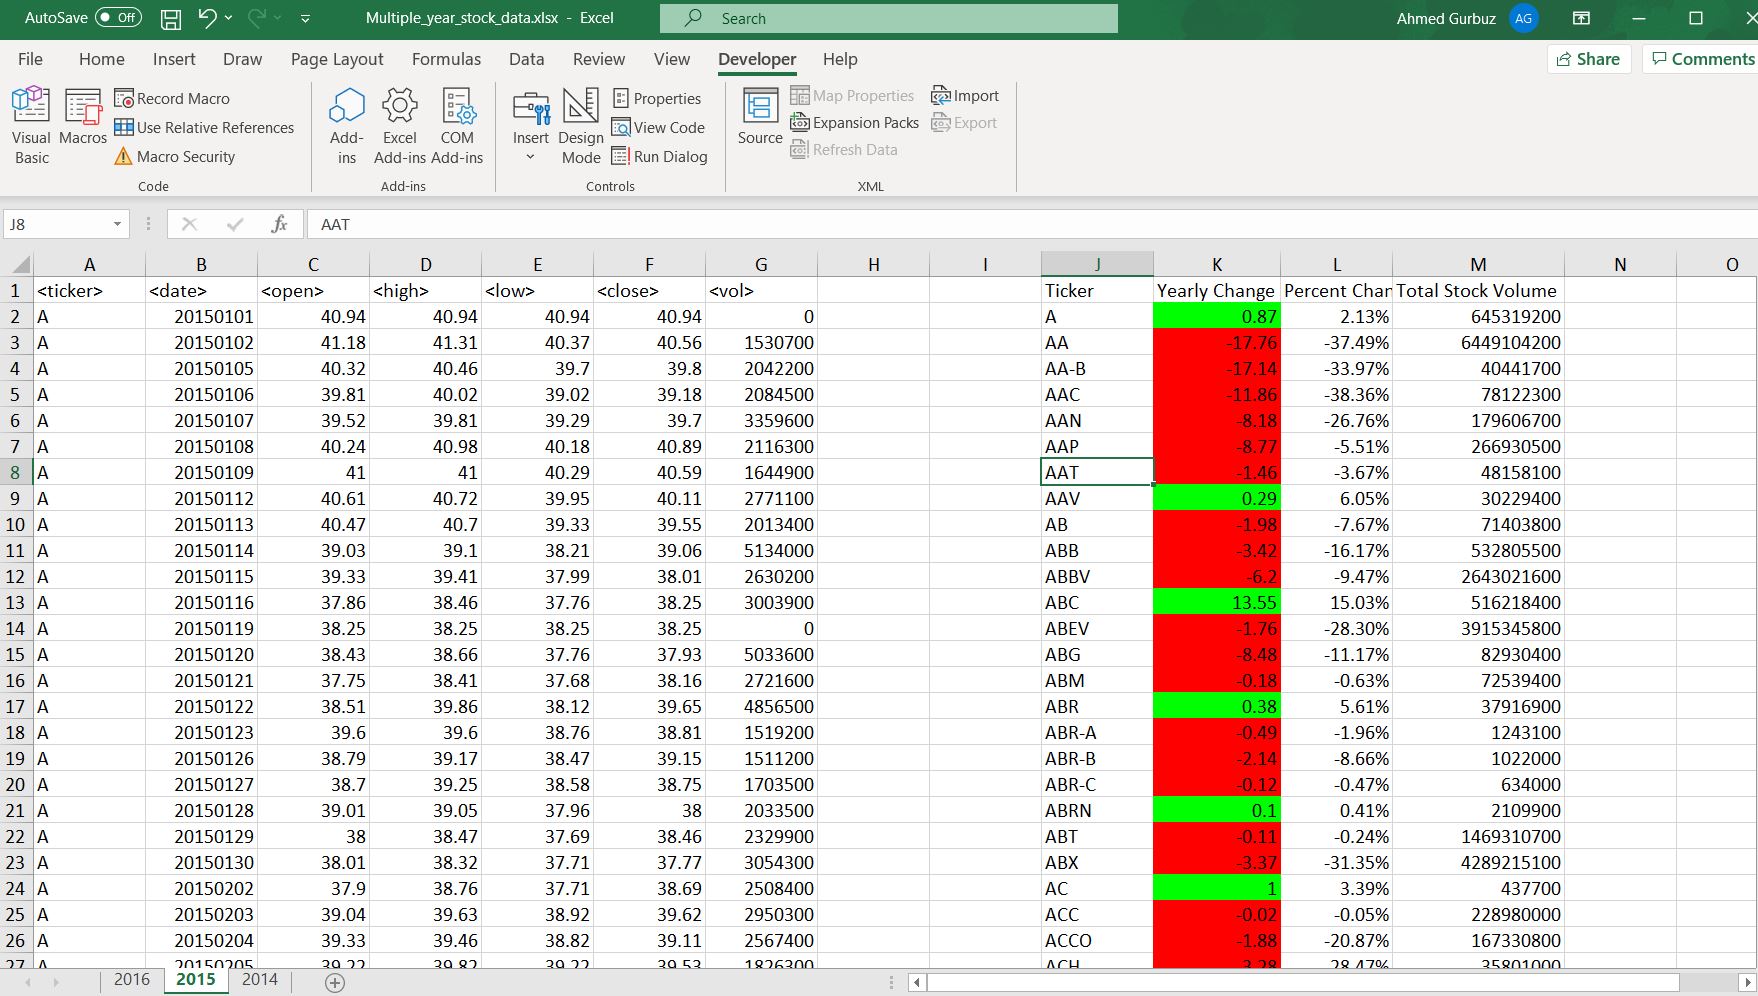 AutoSave Off Multiple_year_stock_data.xlsx - Excel Search Ahmed Gurbuz AG
File Home Insert Draw Page Layout Formulas Data Review View Developer Help Share Comments
Visual Basic Macros Record Macro Use Relative References Macro Security
Add-ins Excel Add-ins COM Add-ins
Insert Design Mode Properties View Code Run Dialog
Source Map Properties Expansion Packs Refresh Data Import Export
Code Add-ins Controls XML
J8 fx AAT
A B C D E F G H I J K L M N O
1 <ticker> <date> <open> <high> <low> <close> <vol> Ticker Yearly Change Percent Chan Total Stock Volume
2 A 20150101 40.94 40.94 40.94 40.94 0 A 0.87 2.13% 645319200
3 A 20150102 41.18 41.31 40.37 40.56 1530700 AA -17.76 -37.49% 6449104200
4 A 20150105 40.32 40.46 39.7 39.8 2042200 AA-B -17.14 -33.97% 40441700
5 A 20150106 39.81 40.02 39.02 39.18 2084500 AAC -11.86 -38.36% 78122300
6 A 20150107 39.52 39.81 39.29 39.7 3359600 AAN -8.18 -26.76% 179606700
7 A 20150108 40.24 40.98 40.18 40.89 2116300 AAP -8.77 -5.51% 266930500
8 A 20150109 41 41 40.29 40.59 1644900 AAT -1.46 -3.67% 48158100
9 A 20150112 40.61 40.72 39.95 40.11 2771100 AAV 0.29 6.05% 30229400
10 A 20150113 40.47 40.7 39.33 39.55 2013400 AB -1.98 -7.67% 71403800
11 A 20150114 39.03 39.1 38.21 39.06 5134000 ABB -3.42 -16.17% 532805500
12 A 20150115 39.33 39.41 37.99 38.01 2630200 ABBV -6.2 -9.47% 2643021600
13 A 20150116 37.86 38.46 37.76 38.25 3003900 ABC 13.55 15.03% 516218400
14 A 20150119 38.25 38.25 38.25 38.25 0 ABEV -1.76 -28.30% 3915345800
15 A 20150120 38.43 38.66 37.76 37.93 5033600 ABG -8.48 -11.17% 82930400
16 A 20150121 37.75 38.41 37.68 38.16 2721600 ABM -0.18 -0.63% 72539400
17 A 20150122 38.51 39.86 38.12 39.65 4856500 ABR 0.38 5.61% 37916900
18 A 20150123 39.6 39.6 38.76 38.81 1519200 ABR-A -0.49 -1.96% 1243100
19 A 20150126 38.79 39.17 38.47 39.15 1511200 ABR-B -2.14 -8.66% 1022000
20 A 20150127 38.7 39.25 38.58 38.75 1703500 ABR-C -0.12 -0.47% 634000
21 A 20150128 39.01 39.05 37.96 38 2033500 ABRN 0.1 0.41% 2109900
22 A 20150129 38 38.47 37.69 38.46 2329900 ABT -0.11 -0.24% 1469310700
23 A 20150130 38.01 38.32 37.71 37.77 3054300 ABX -3.37 -31.35% 4289215100
24 A 20150202 37.9 38.76 37.71 38.69 2508400 AC 1 3.39% 437700
25 A 20150203 39.04 39.63 38.92 39.62 2950300 ACC -0.02 -0.05% 228980000
26 A 20150204 39.33 39.46 38.82 39.11 2567400 ACCO -1.88 -20.87% 167330800
27 A 20150205 39.22 39.82 39.22 39.53 1826300 ACH 35801000
2016 2015 2014